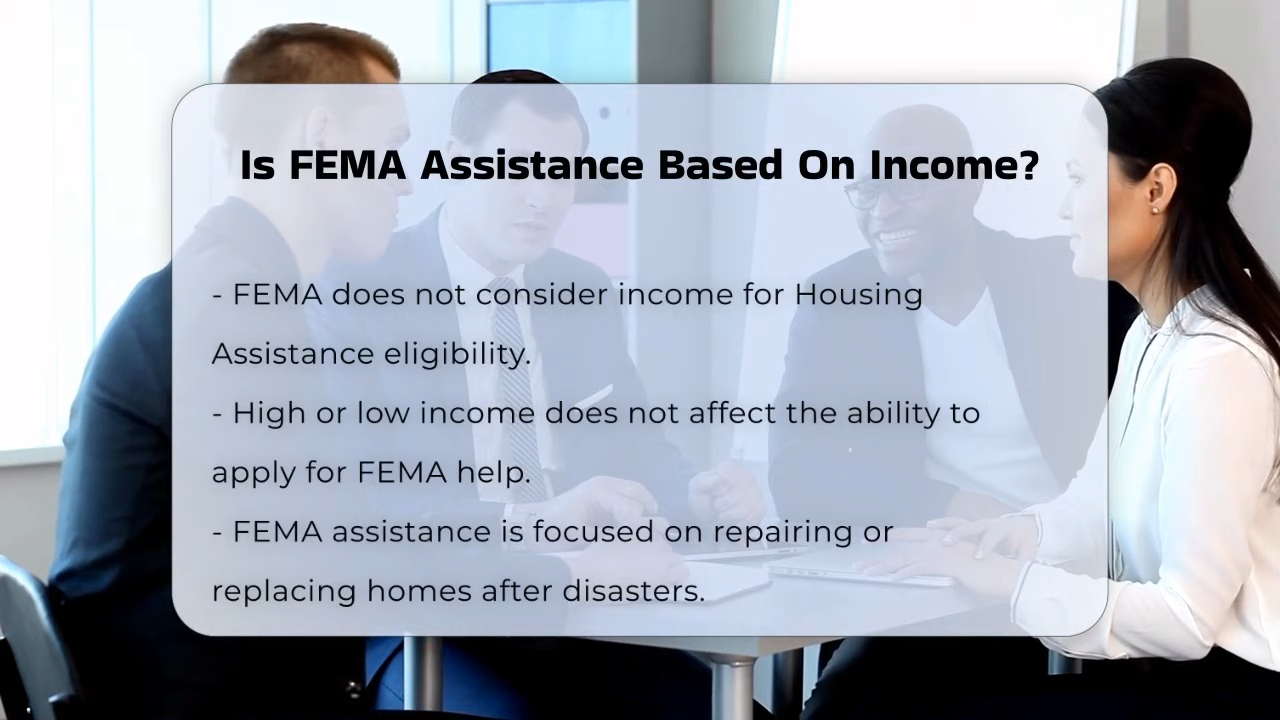 Is FEMA Assistance Based On Income?
- FEMA does not consider income for Housing
Assistance eligibility.
- High or low income does not affect the ability to
apply for FEMA help.
- FEMA assistance is focused on repairing or
replacing homes after disasters.